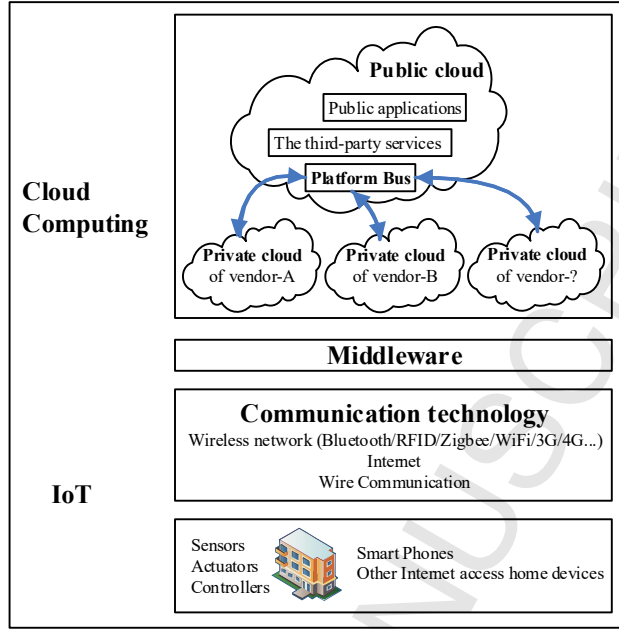 Public cloud
Public applications
The third-party services
Platform Bus
Cloud
Computing
Private cloud
of vendor-A
Private cloud
of vendor-B
Private cloud
of vendor-?
Middleware
Communication technology
Wireless network (Bluetooth/RFID/Zigbee/WiFi/3G/4G...)
Internet
Wire Communication
IoT
Sensors
Actuators
Controllers
Smart Phones
Other Internet access home devices
NUSCRI